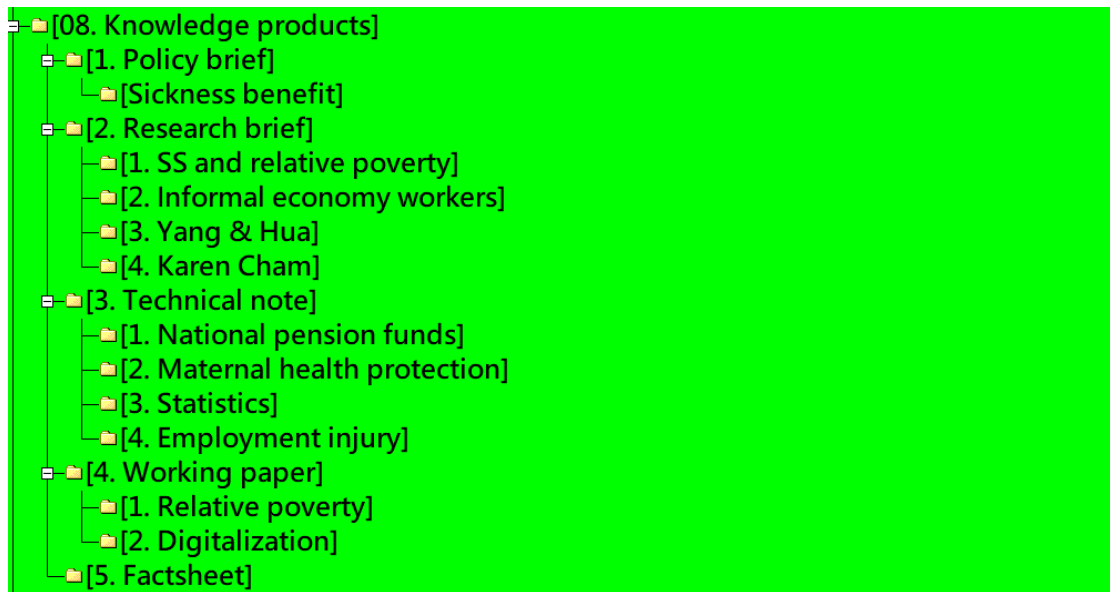 [08. Knowledge products]
[1. Policy brief]
[Sickness benefit]
[2. Research brief]
[1. SS and relative poverty]
[2. Informal economy workers]
[3. Yang & Hua]
[4. Karen Cham]
[3. Technical note]
[1. National pension funds]
[2. Maternal health protection]
[3. Statistics]
[4. Employment injury]
[4. Working paper]
[1. Relative poverty]
[2. Digitalization]
[5. Factsheet]